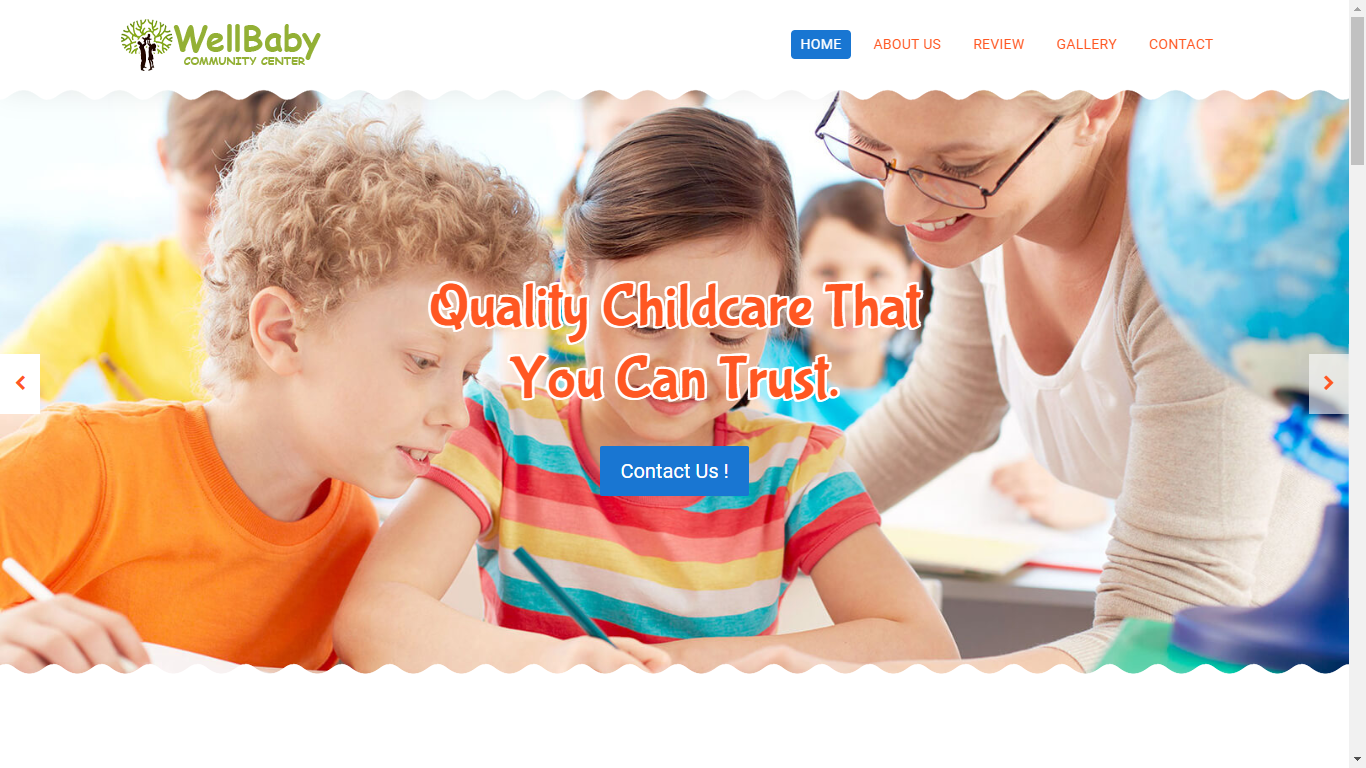 WellBaby
COMMUNITY CENTER
HOME ABOUT US REVIEW GALLERY CONTACT
Quality Childcare That
You Can Trust.
Contact Us !